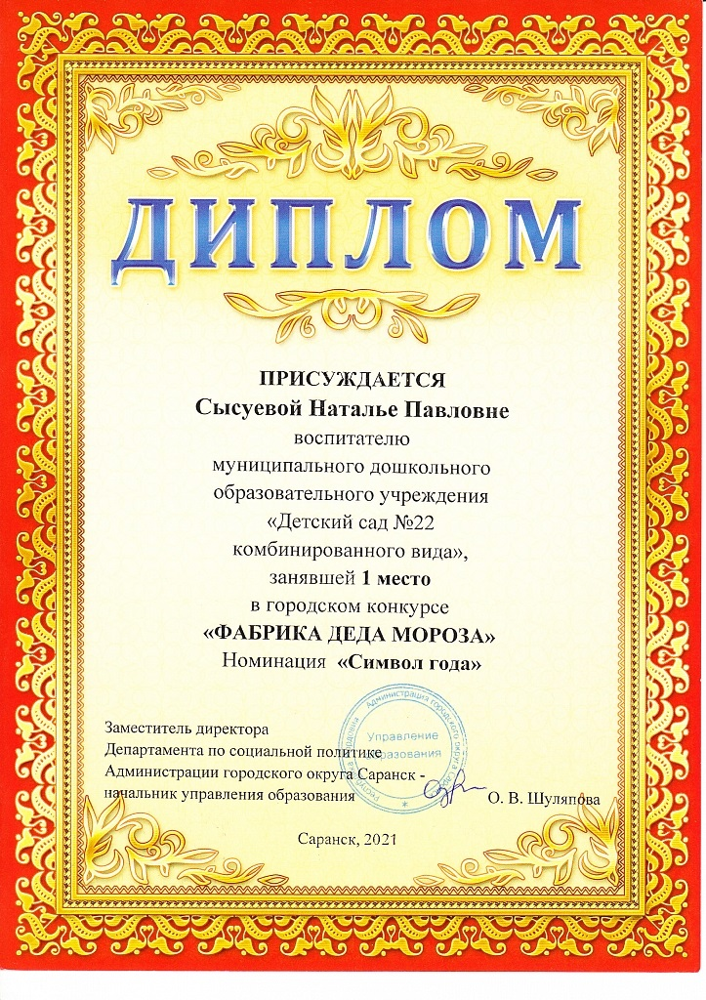 ДИПЛОМ
ПРИСУЖДАЕТСЯ
Сысуевой Наталье Павловне
воспитателю
муниципального дошкольного
образовательного учреждения
«Детский сад №22
комбинированного вида»,
занявшей 1 место
в городском конкурсе
«ФАБРИКА ДЕДА МОРОЗА»
Номинация «Символ года»
Заместитель директора
Департамента по социальной политике
Администрации городского округа Саранск -
начальник управления образования
О. В. Шуляпова
Администрация городского округа
Республика Мордовия
Управление
образования
Саранск, 2021